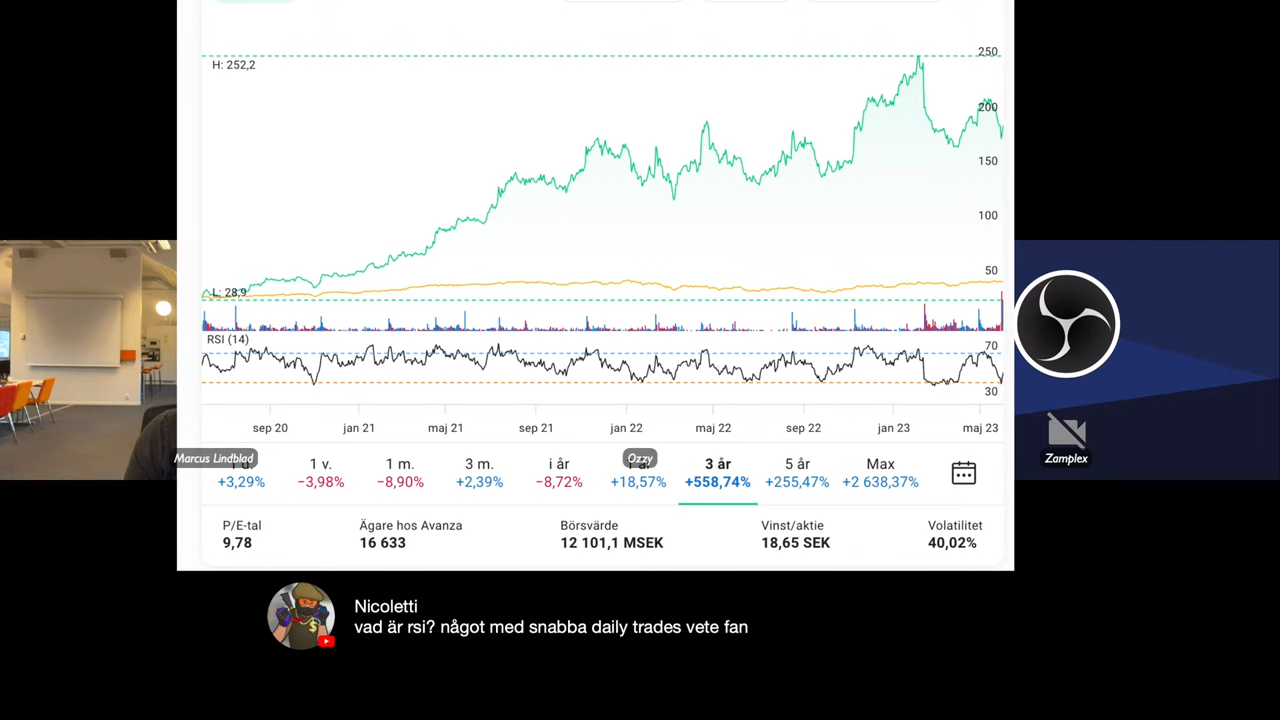 250
H: 252,2
200
150
100
50
L: 28,9
RSI (14)
70
30
sep 20 jan 21 maj 21 sep 21 jan 22 maj 22 sep 22 jan 23 maj 23
Marcus Lindblad
Ozzy
Zamplex
1 v. 1 m. 3 m. i år 3 år 5 år Max
+3,29% −3,98% −8,90% +2,39% −8,72% +18,57% +558,74% +255,47% +2 638,37%
P/E-tal Ägare hos Avanza Börsvärde Vinst/aktie Volatilitet
9,78 16 633 12 101,1 MSEK 18,65 SEK 40,02%
Nicoletti
vad är rsi? något med snabba daily trades vete fan